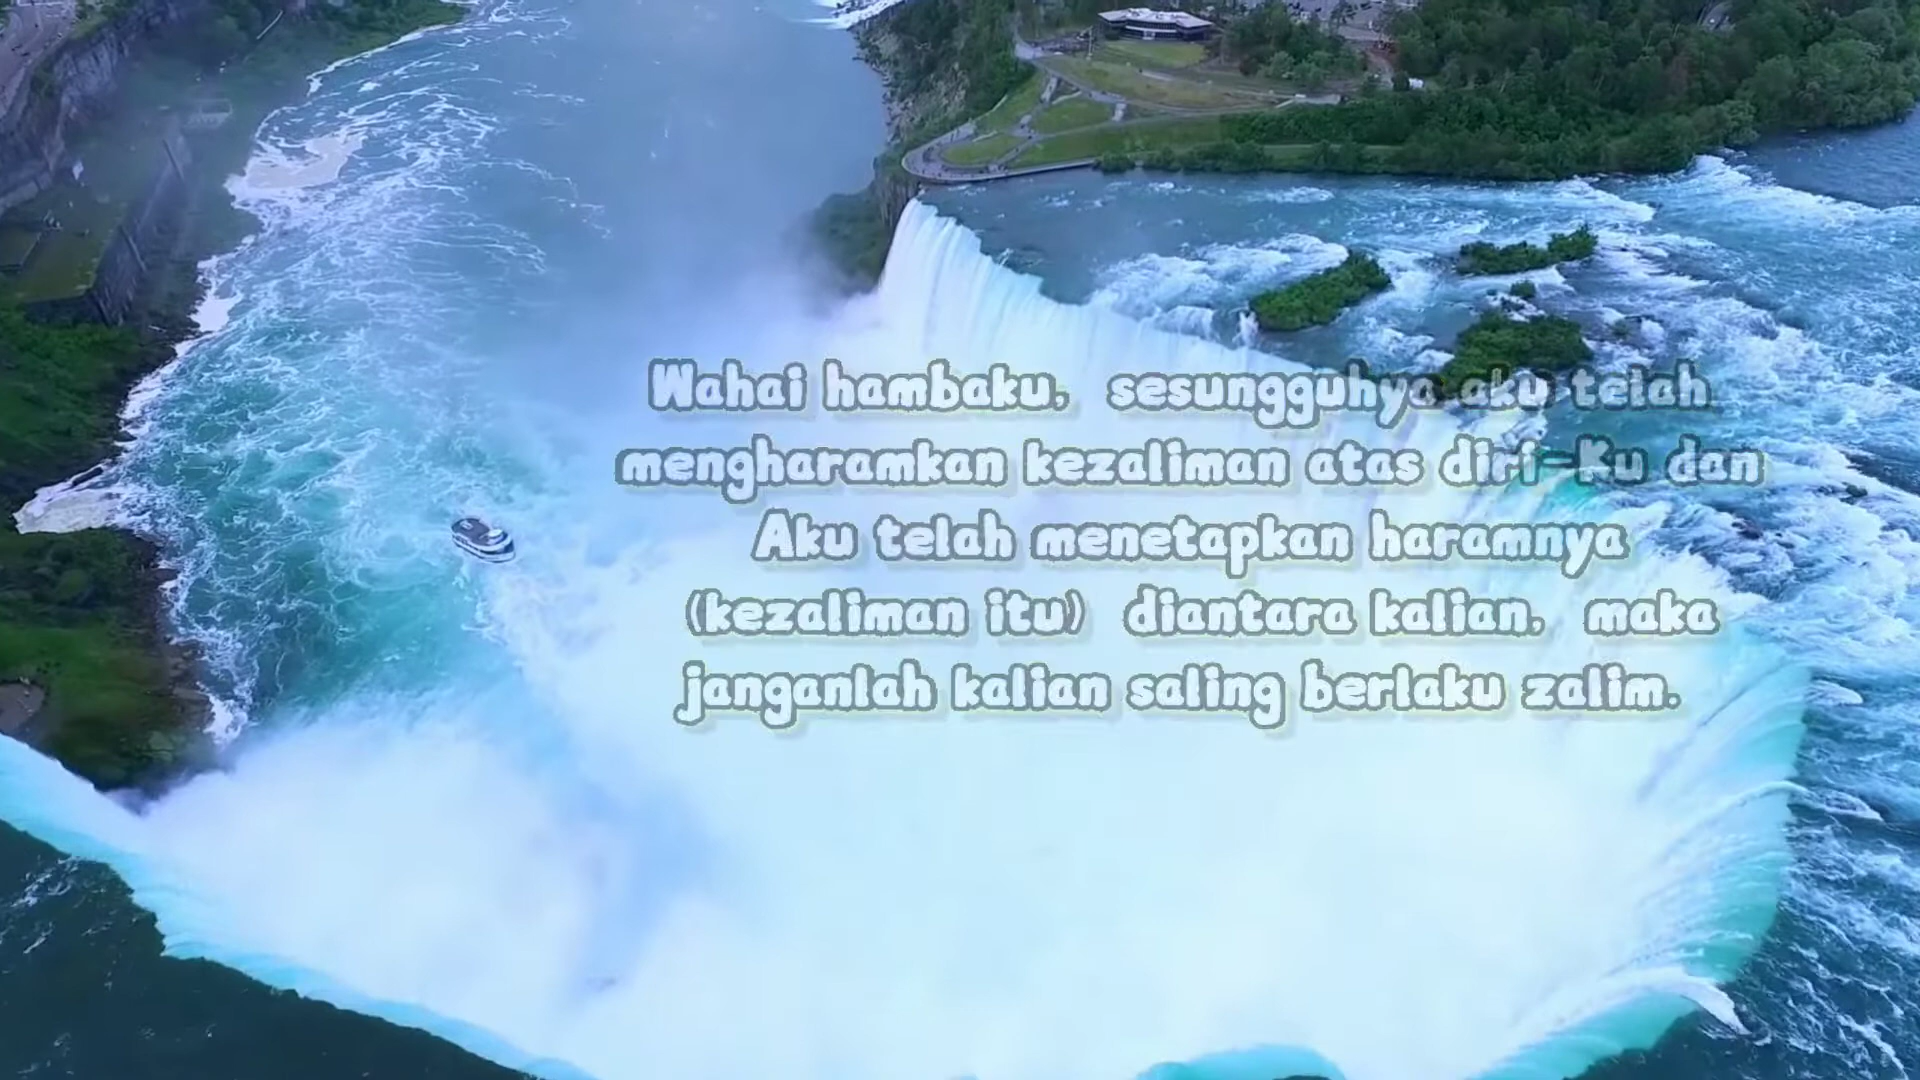 Wahai hambaku, sesungguhya aku telah
mengharamkan kezaliman atas diri-Ku dan
Aku telah menetapkan haramnya
(kezaliman itu) diantara kalian, maka
janganlah kalian saling berlaku zalim.